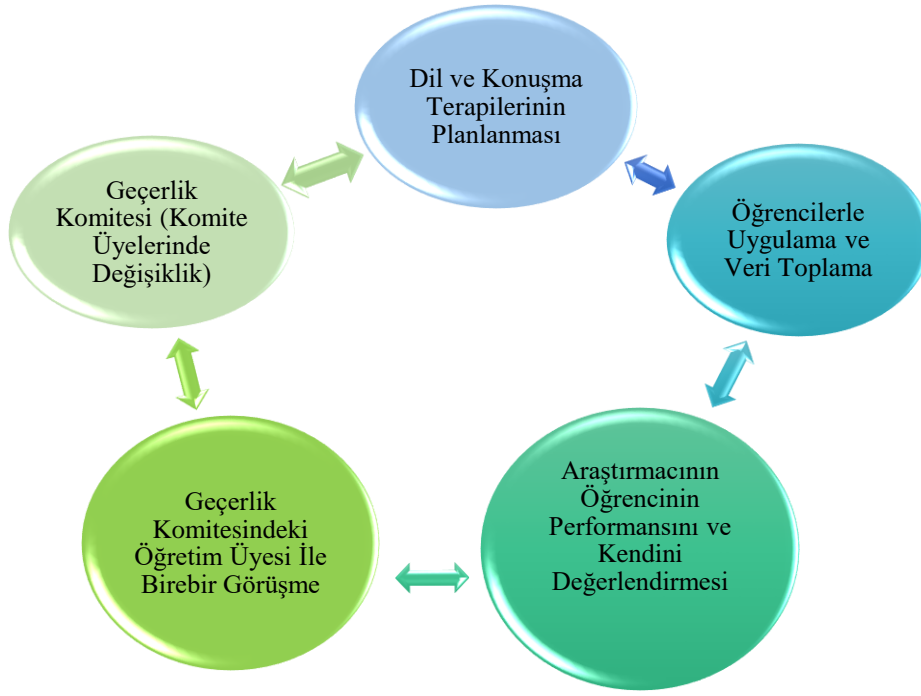 Dil ve Konuşma
Terapilerinin
Planlanması
Öğrencilerle
Uygulama ve
Veri Toplama
Araştırmacının
Öğrencinin
Performansını ve
Kendini
Değerlendirmesi
Geçerlik
Komitesindeki
Öğretim Üyesi İle
Birebir Görüşme
Geçerlik
Komitesi (Komite
Üyelerinde
Değişiklik)